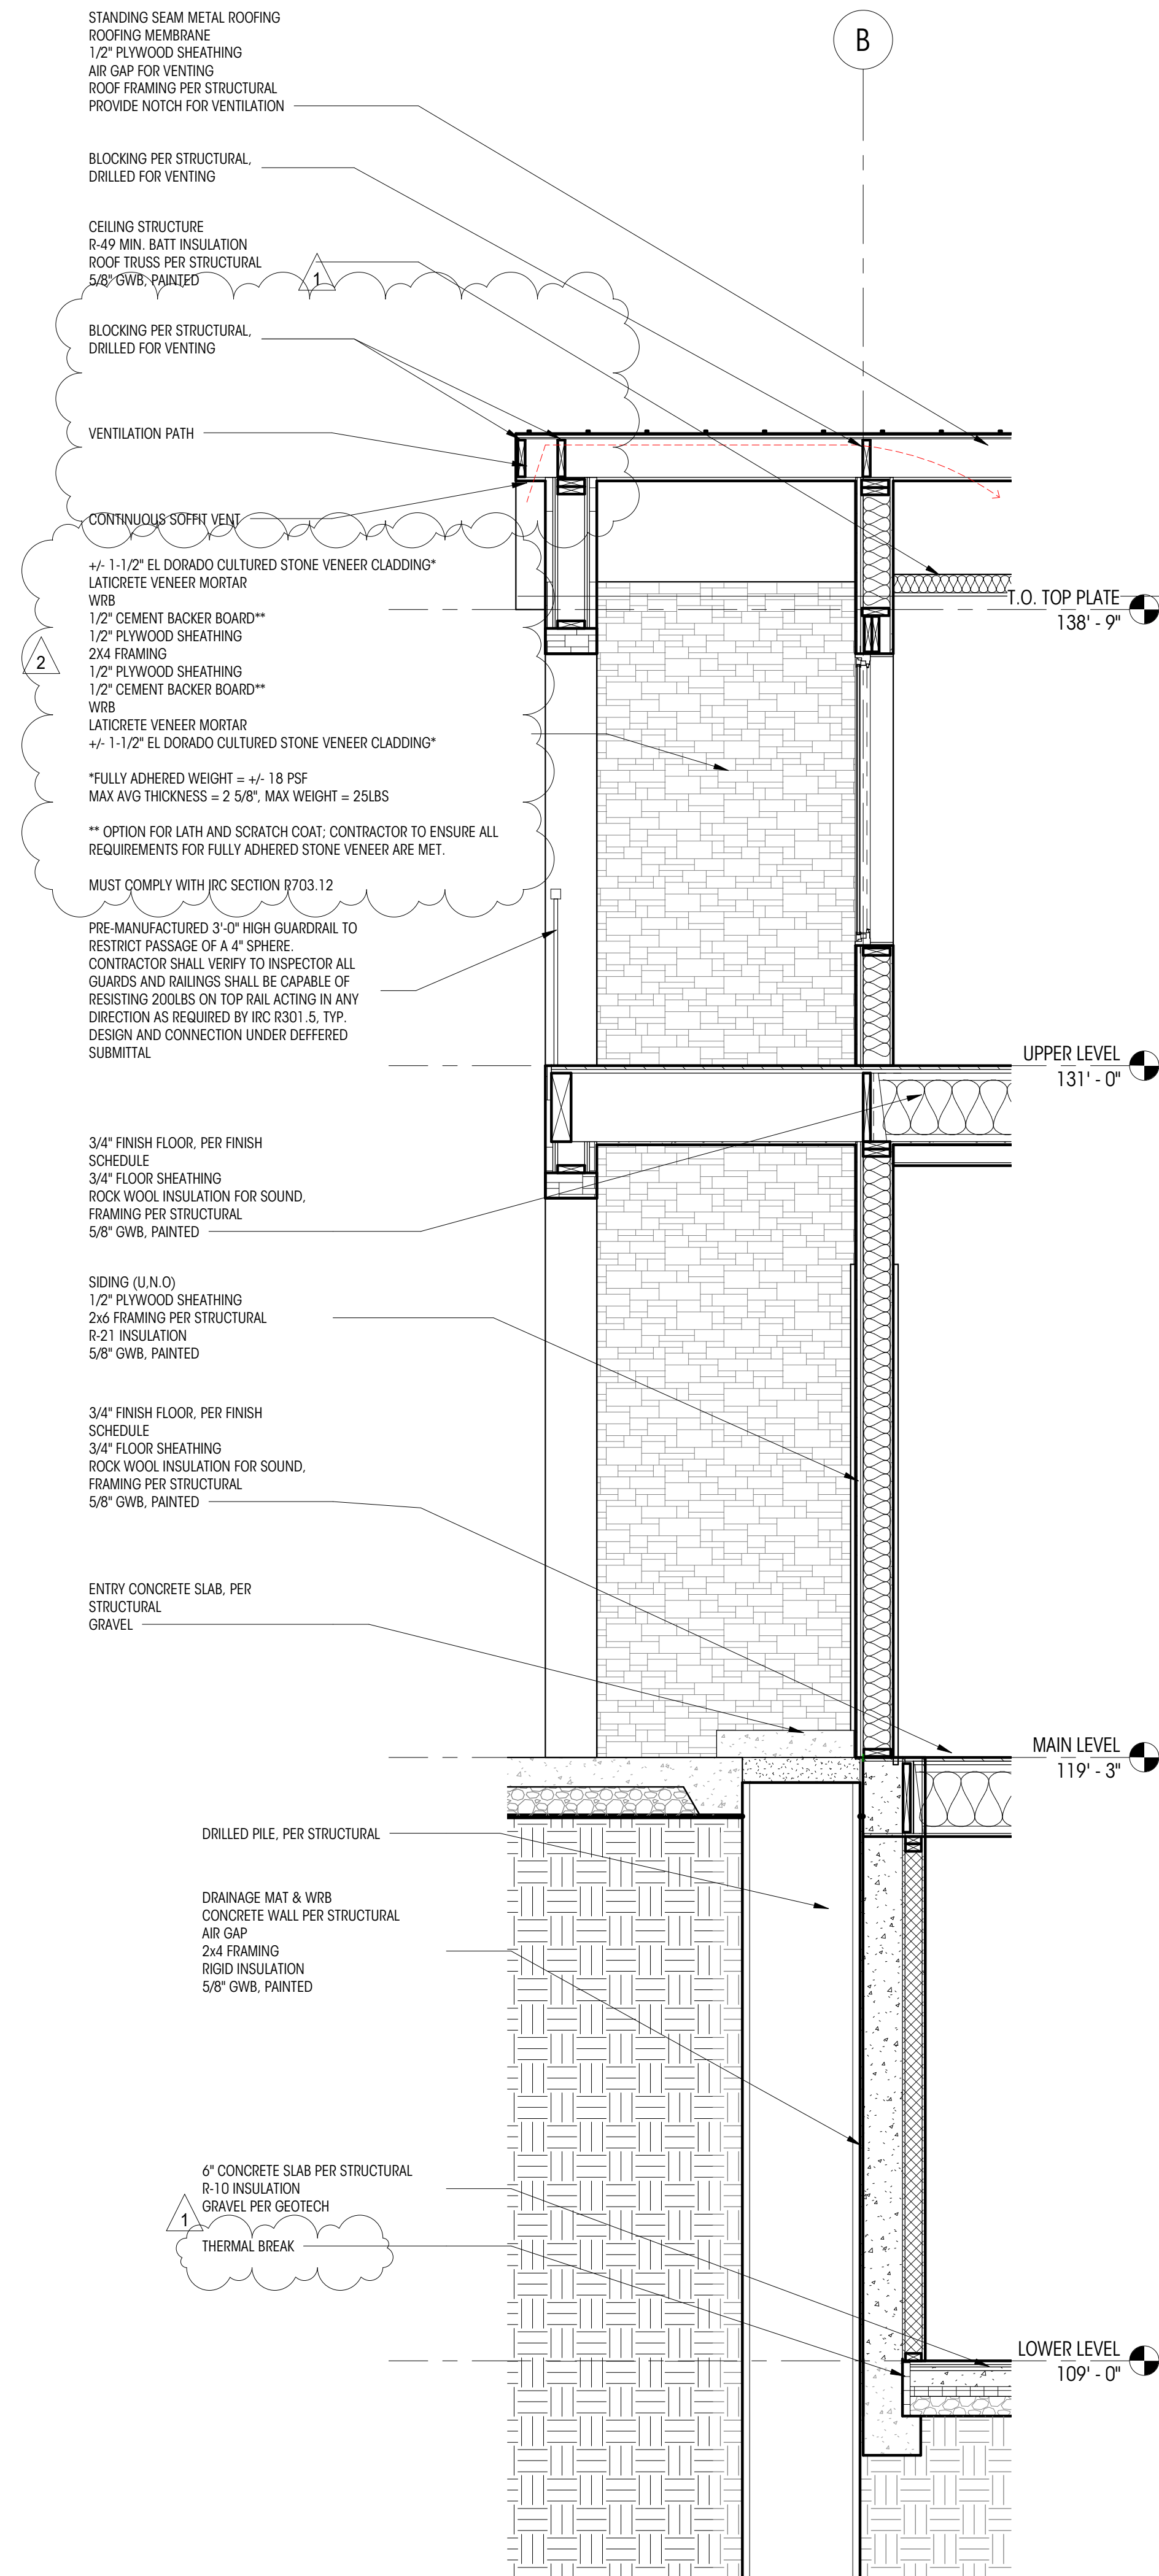 STANDING SEAM METAL ROOFING
ROOFING MEMBRANE
1/2" PLYWOOD SHEATHING
AIR GAP FOR VENTING
ROOF FRAMING PER STRUCTURAL
PROVIDE NOTCH FOR VENTILATION
B
BLOCKING PER STRUCTURAL,
DRILLED FOR VENTING
CEILING STRUCTURE
R-49 MIN. BATT INSULATION
ROOF TRUSS PER STRUCTURAL
5/8" GWB, PAINTED
1
BLOCKING PER STRUCTURAL,
DRILLED FOR VENTING
VENTILATION PATH
CONTINUOUS SOFFIT VENT
+/- 1-1/2" EL DORADO CULTURED STONE VENEER CLADDING*
LATICRETE VENEER MORTAR
WRB
1/2" CEMENT BACKER BOARD**
1/2" PLYWOOD SHEATHING
2X4 FRAMING
1/2" PLYWOOD SHEATHING
1/2" CEMENT BACKER BOARD**
WRB
LATICRETE VENEER MORTAR
+/- 1-1/2" EL DORADO CULTURED STONE VENEER CLADDING*
2
*FULLY ADHERED WEIGHT = +/- 18 PSF
MAX AVG THICKNESS = 2 5/8", MAX WEIGHT = 25LBS
** OPTION FOR LATH AND SCRATCH COAT; CONTRACTOR TO ENSURE ALL
REQUIREMENTS FOR FULLY ADHERED STONE VENEER ARE MET.
MUST COMPLY WITH IRC SECTION R703.12
T.O. TOP PLATE
138' - 9"
PRE-MANUFACTURED 3'-0" HIGH GUARDRAIL TO
RESTRICT PASSAGE OF A 4" SPHERE.
CONTRACTOR SHALL VERIFY TO INSPECTOR ALL
GUARDS AND RAILINGS SHALL BE CAPABLE OF
RESISTING 200LBS ON TOP RAIL ACTING IN ANY
DIRECTION AS REQUIRED BY IRC R301.5, TYP.
DESIGN AND CONNECTION UNDER DEFFERED
SUBMITTAL
UPPER LEVEL
131' - 0"
3/4" FINISH FLOOR, PER FINISH
SCHEDULE
3/4" FLOOR SHEATHING
ROCK WOOL INSULATION FOR SOUND,
FRAMING PER STRUCTURAL
5/8" GWB, PAINTED
SIDING (U,N.O)
1/2" PLYWOOD SHEATHING
2x6 FRAMING PER STRUCTURAL
R-21 INSULATION
5/8" GWB, PAINTED
3/4" FINISH FLOOR, PER FINISH
SCHEDULE
3/4" FLOOR SHEATHING
ROCK WOOL INSULATION FOR SOUND,
FRAMING PER STRUCTURAL
5/8" GWB, PAINTED
ENTRY CONCRETE SLAB, PER
STRUCTURAL
GRAVEL
MAIN LEVEL
119' - 3"
DRILLED PILE, PER STRUCTURAL
DRAINAGE MAT & WRB
CONCRETE WALL PER STRUCTURAL
AIR GAP
2x4 FRAMING
RIGID INSULATION
5/8" GWB, PAINTED
6" CONCRETE SLAB PER STRUCTURAL
R-10 INSULATION
GRAVEL PER GEOTECH
1
THERMAL BREAK
LOWER LEVEL
109' - 0"